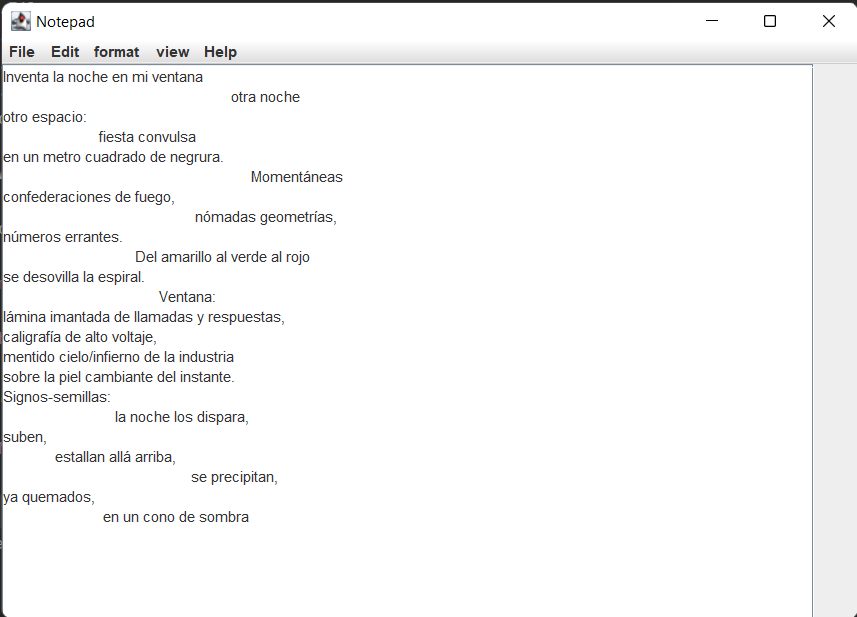 Notepad
File Edit format view Help
Inventa la noche en mi ventana
otra noche
otro espacio:
fiesta convulsa
en un metro cuadrado de negrura.
Momentáneas
confederaciones de fuego,
nómadas geometrías,
números errantes.
Del amarillo al verde al rojo
se desovilla la espiral.
Ventana:
lámina imantada de llamadas y respuestas,
caligrafía de alto voltaje,
mentido cielo/infierno de la industria
sobre la piel cambiante del instante.
Signos-semillas:
la noche los dispara,
suben,
estallan allá arriba,
se precipitan,
ya quemados,
en un cono de sombra